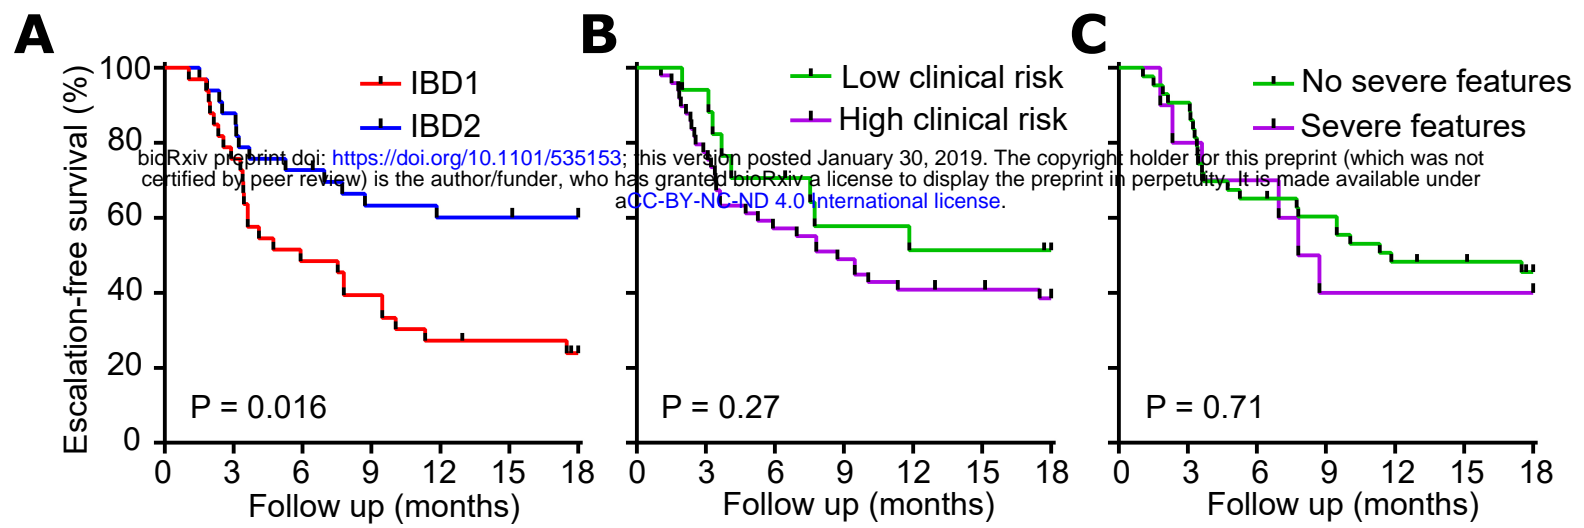 A
B
C
Escalation-free survival (%)
100
80
60
40
20
0
IBD1
IBD2
Low clinical risk
High clinical risk
No severe features
Severe features
bioRxiv preprint doi: https://doi.org/10.1101/535153; this version posted January 30, 2019. The copyright holder for this preprint (which was not
certified by peer review) is the author/funder, who has granted bioRxiv a license to display the preprint in perpetuity. It is made available under
aCC-BY-NC-ND 4.0 International license.
P = 0.016
P = 0.27
P = 0.71
0 3 6 9 12 15 18
0 3 6 9 12 15 18
0 3 6 9 12 15 18
Follow up (months)
Follow up (months)
Follow up (months)